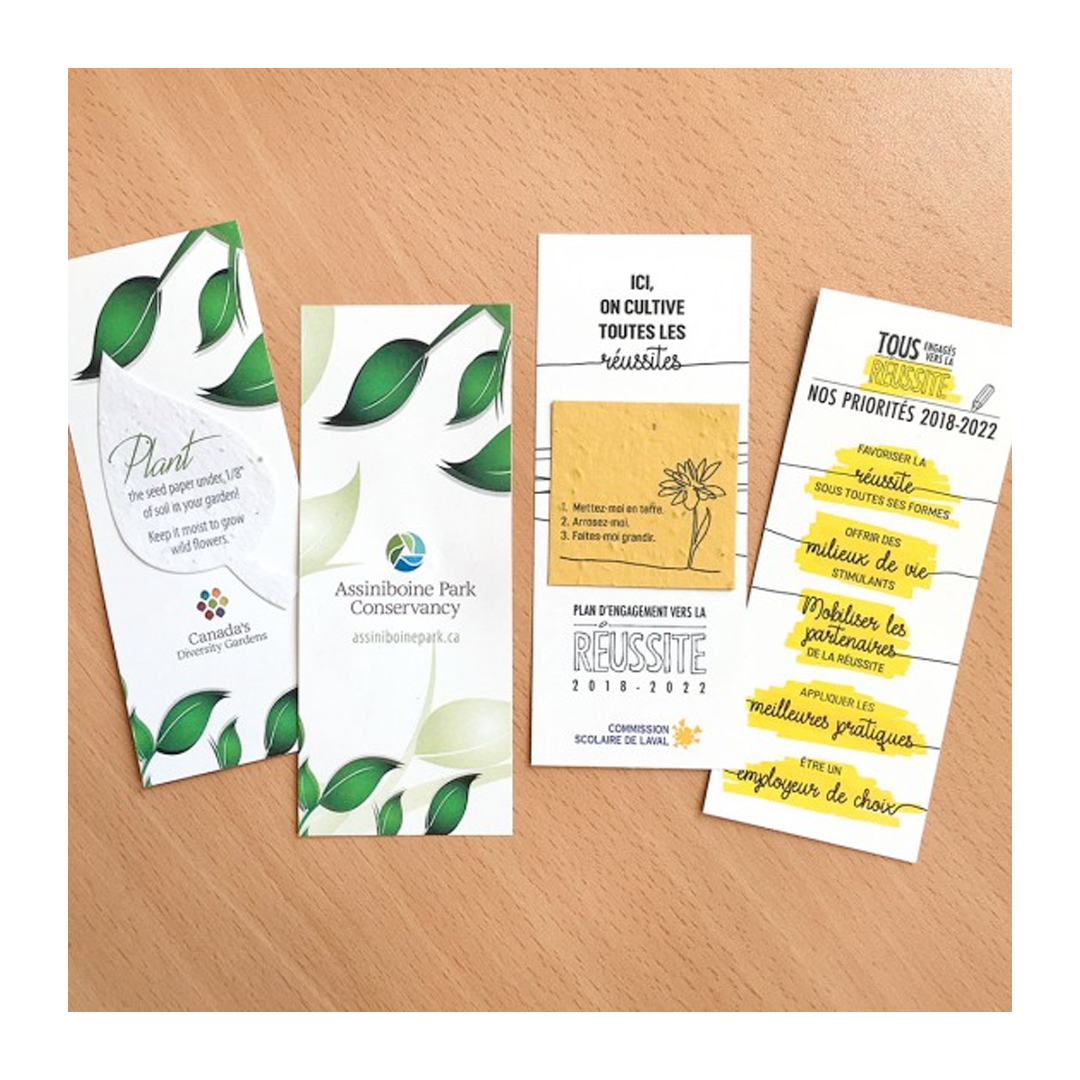 Plant
the seed paper under 1/8"
of soil in your garden!
Keep it moist to grow
wild flowers.
Canada's
Diversity Gardens
Assiniboine Park
Conservancy
assiniboinepark.ca
ICI,
ON CULTIVE
TOUTES LES
réussites
1. Mettez-moi en terre.
2. Arrosez-moi.
3. Faites-moi grandir.
PLAN D'ENGAGEMENT VERS LA
RÉUSSITE
2018-2022
COMMISSION
SCOLAIRE DE LAVAL
TOUS ENGAGÉS
VERS LA
RÉUSSITE
NOS PRIORITÉS 2018-2022
FAVORISER LA
réussite
SOUS TOUTES SES FORMES
OFFRIR DES
milieux de vie
STIMULANTS
Mobiliser les
partenaires
DE LA RÉUSSITE
APPLIQUER LES
meilleures pratiques
ÊTRE UN
employeur de choix